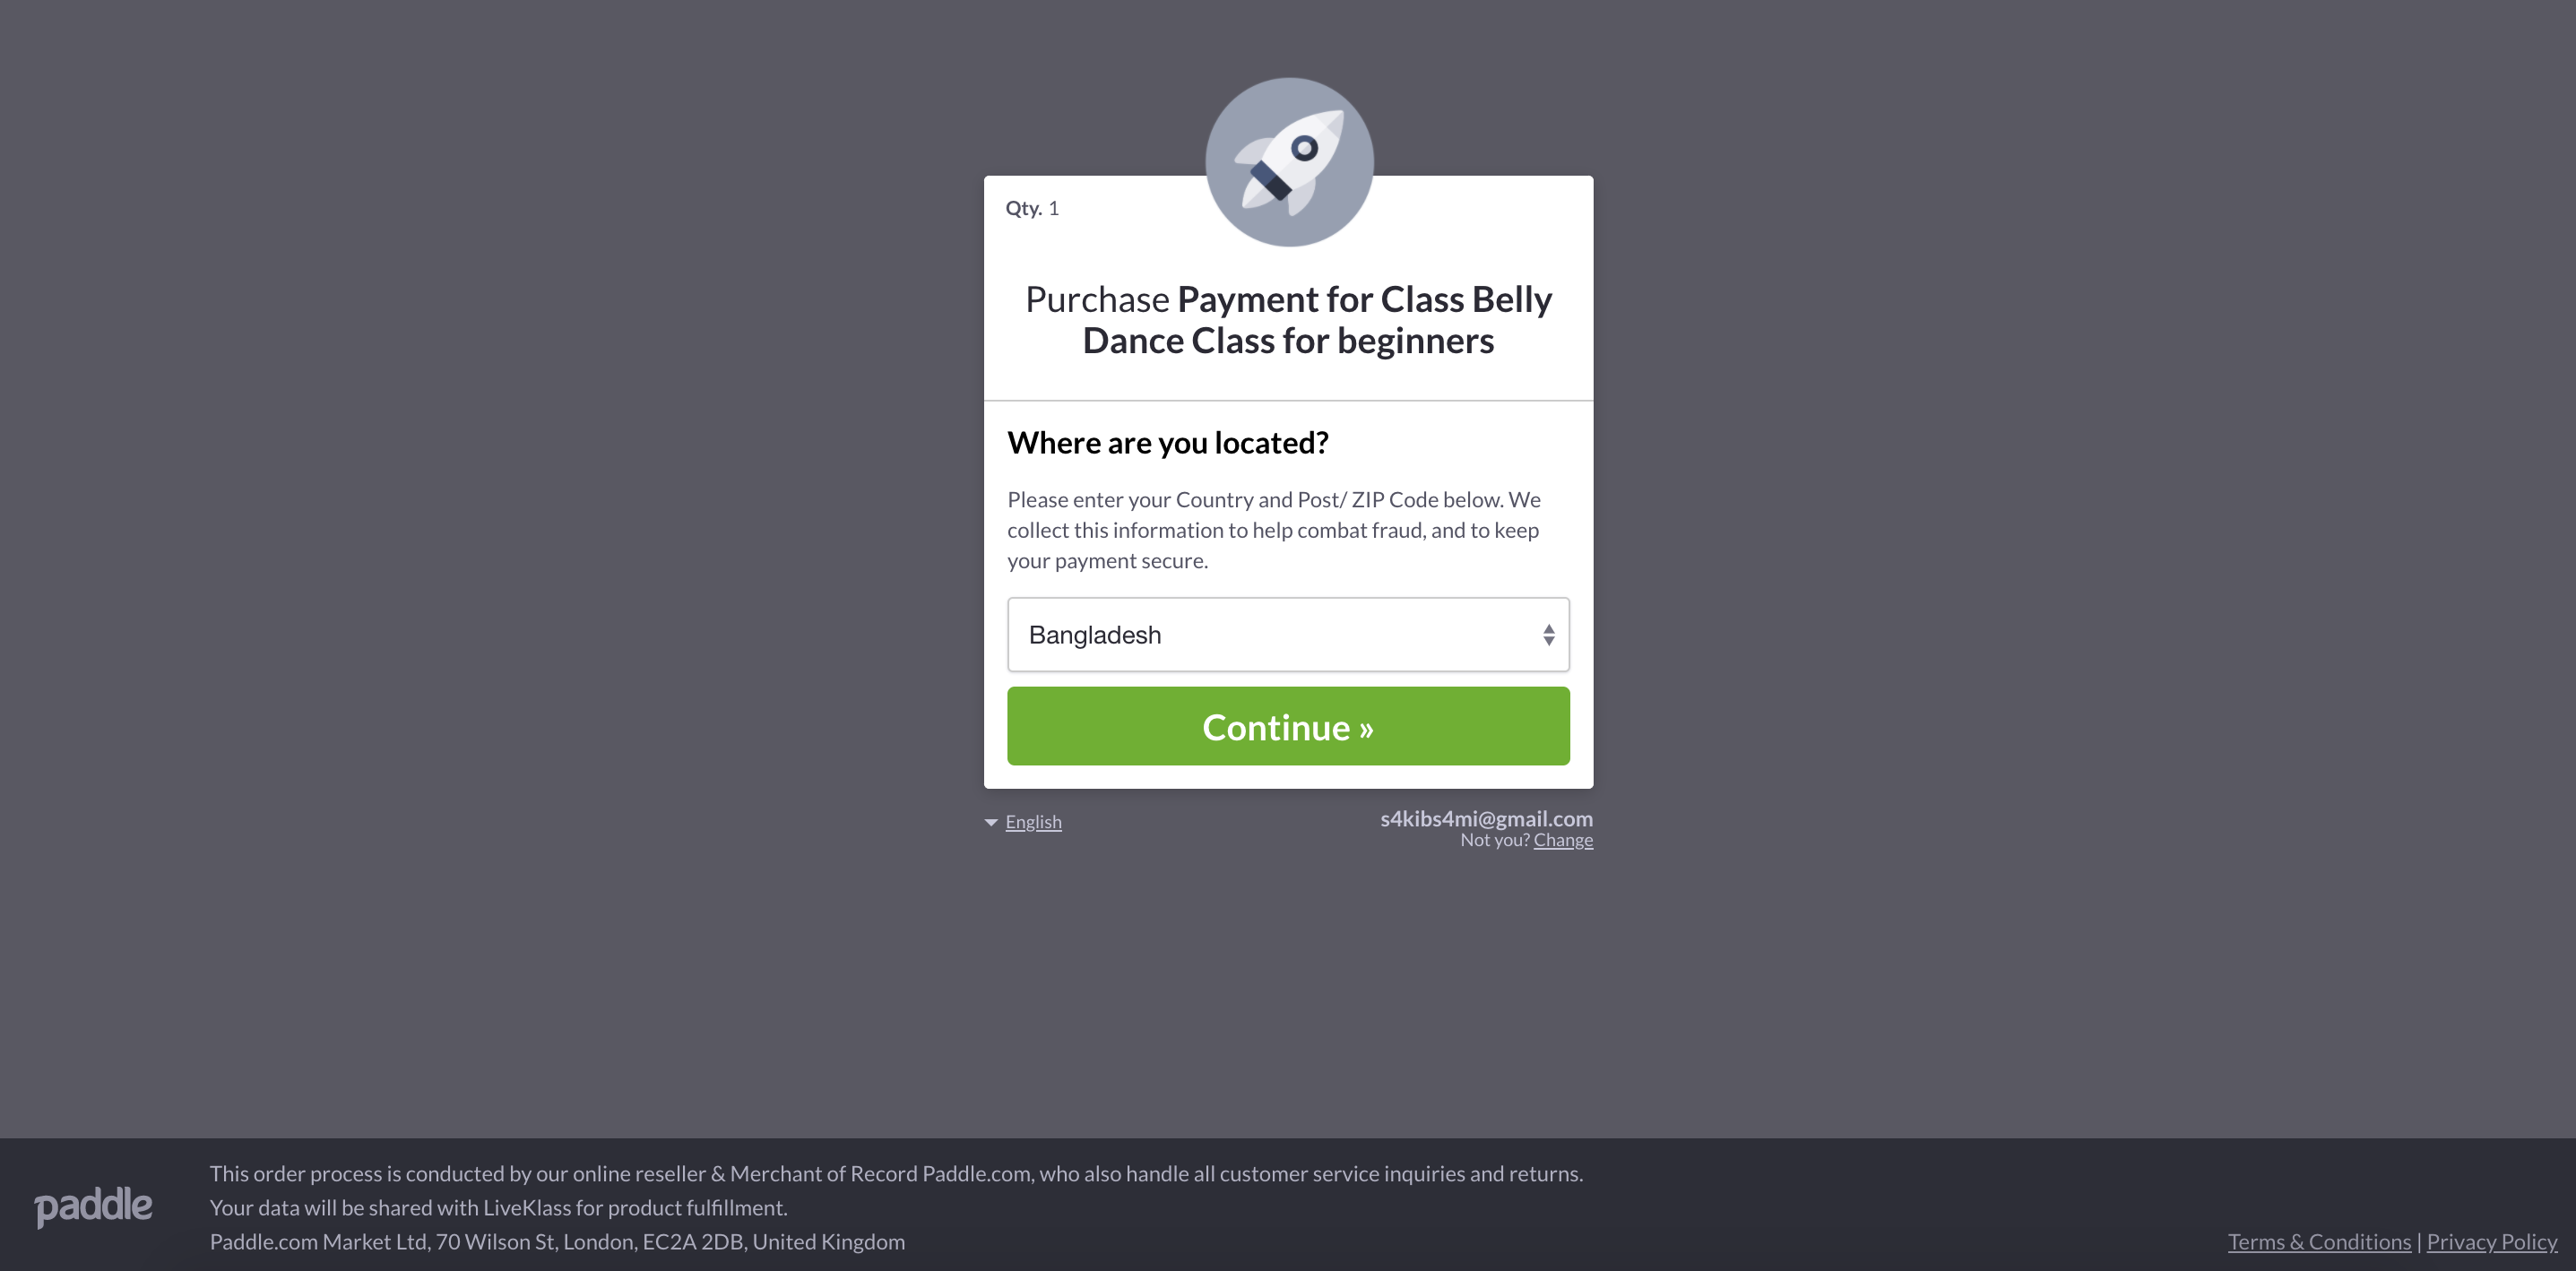 Qty. 1
Purchase Payment for Class Belly
Dance Class for beginners
Where are you located?
Please enter your Country and Post/ ZIP Code below. We
collect this information to help combat fraud, and to keep
your payment secure.
Bangladesh
Continue »
English
s4kibs4mi@gmail.com
Not you? Change
paddle
This order process is conducted by our online reseller & Merchant of Record Paddle.com, who also handle all customer service inquiries and returns.
Your data will be shared with LiveKlass for product fulfillment.
Paddle.com Market Ltd, 70 Wilson St, London, EC2A 2DB, United Kingdom
Terms & Conditions | Privacy Policy